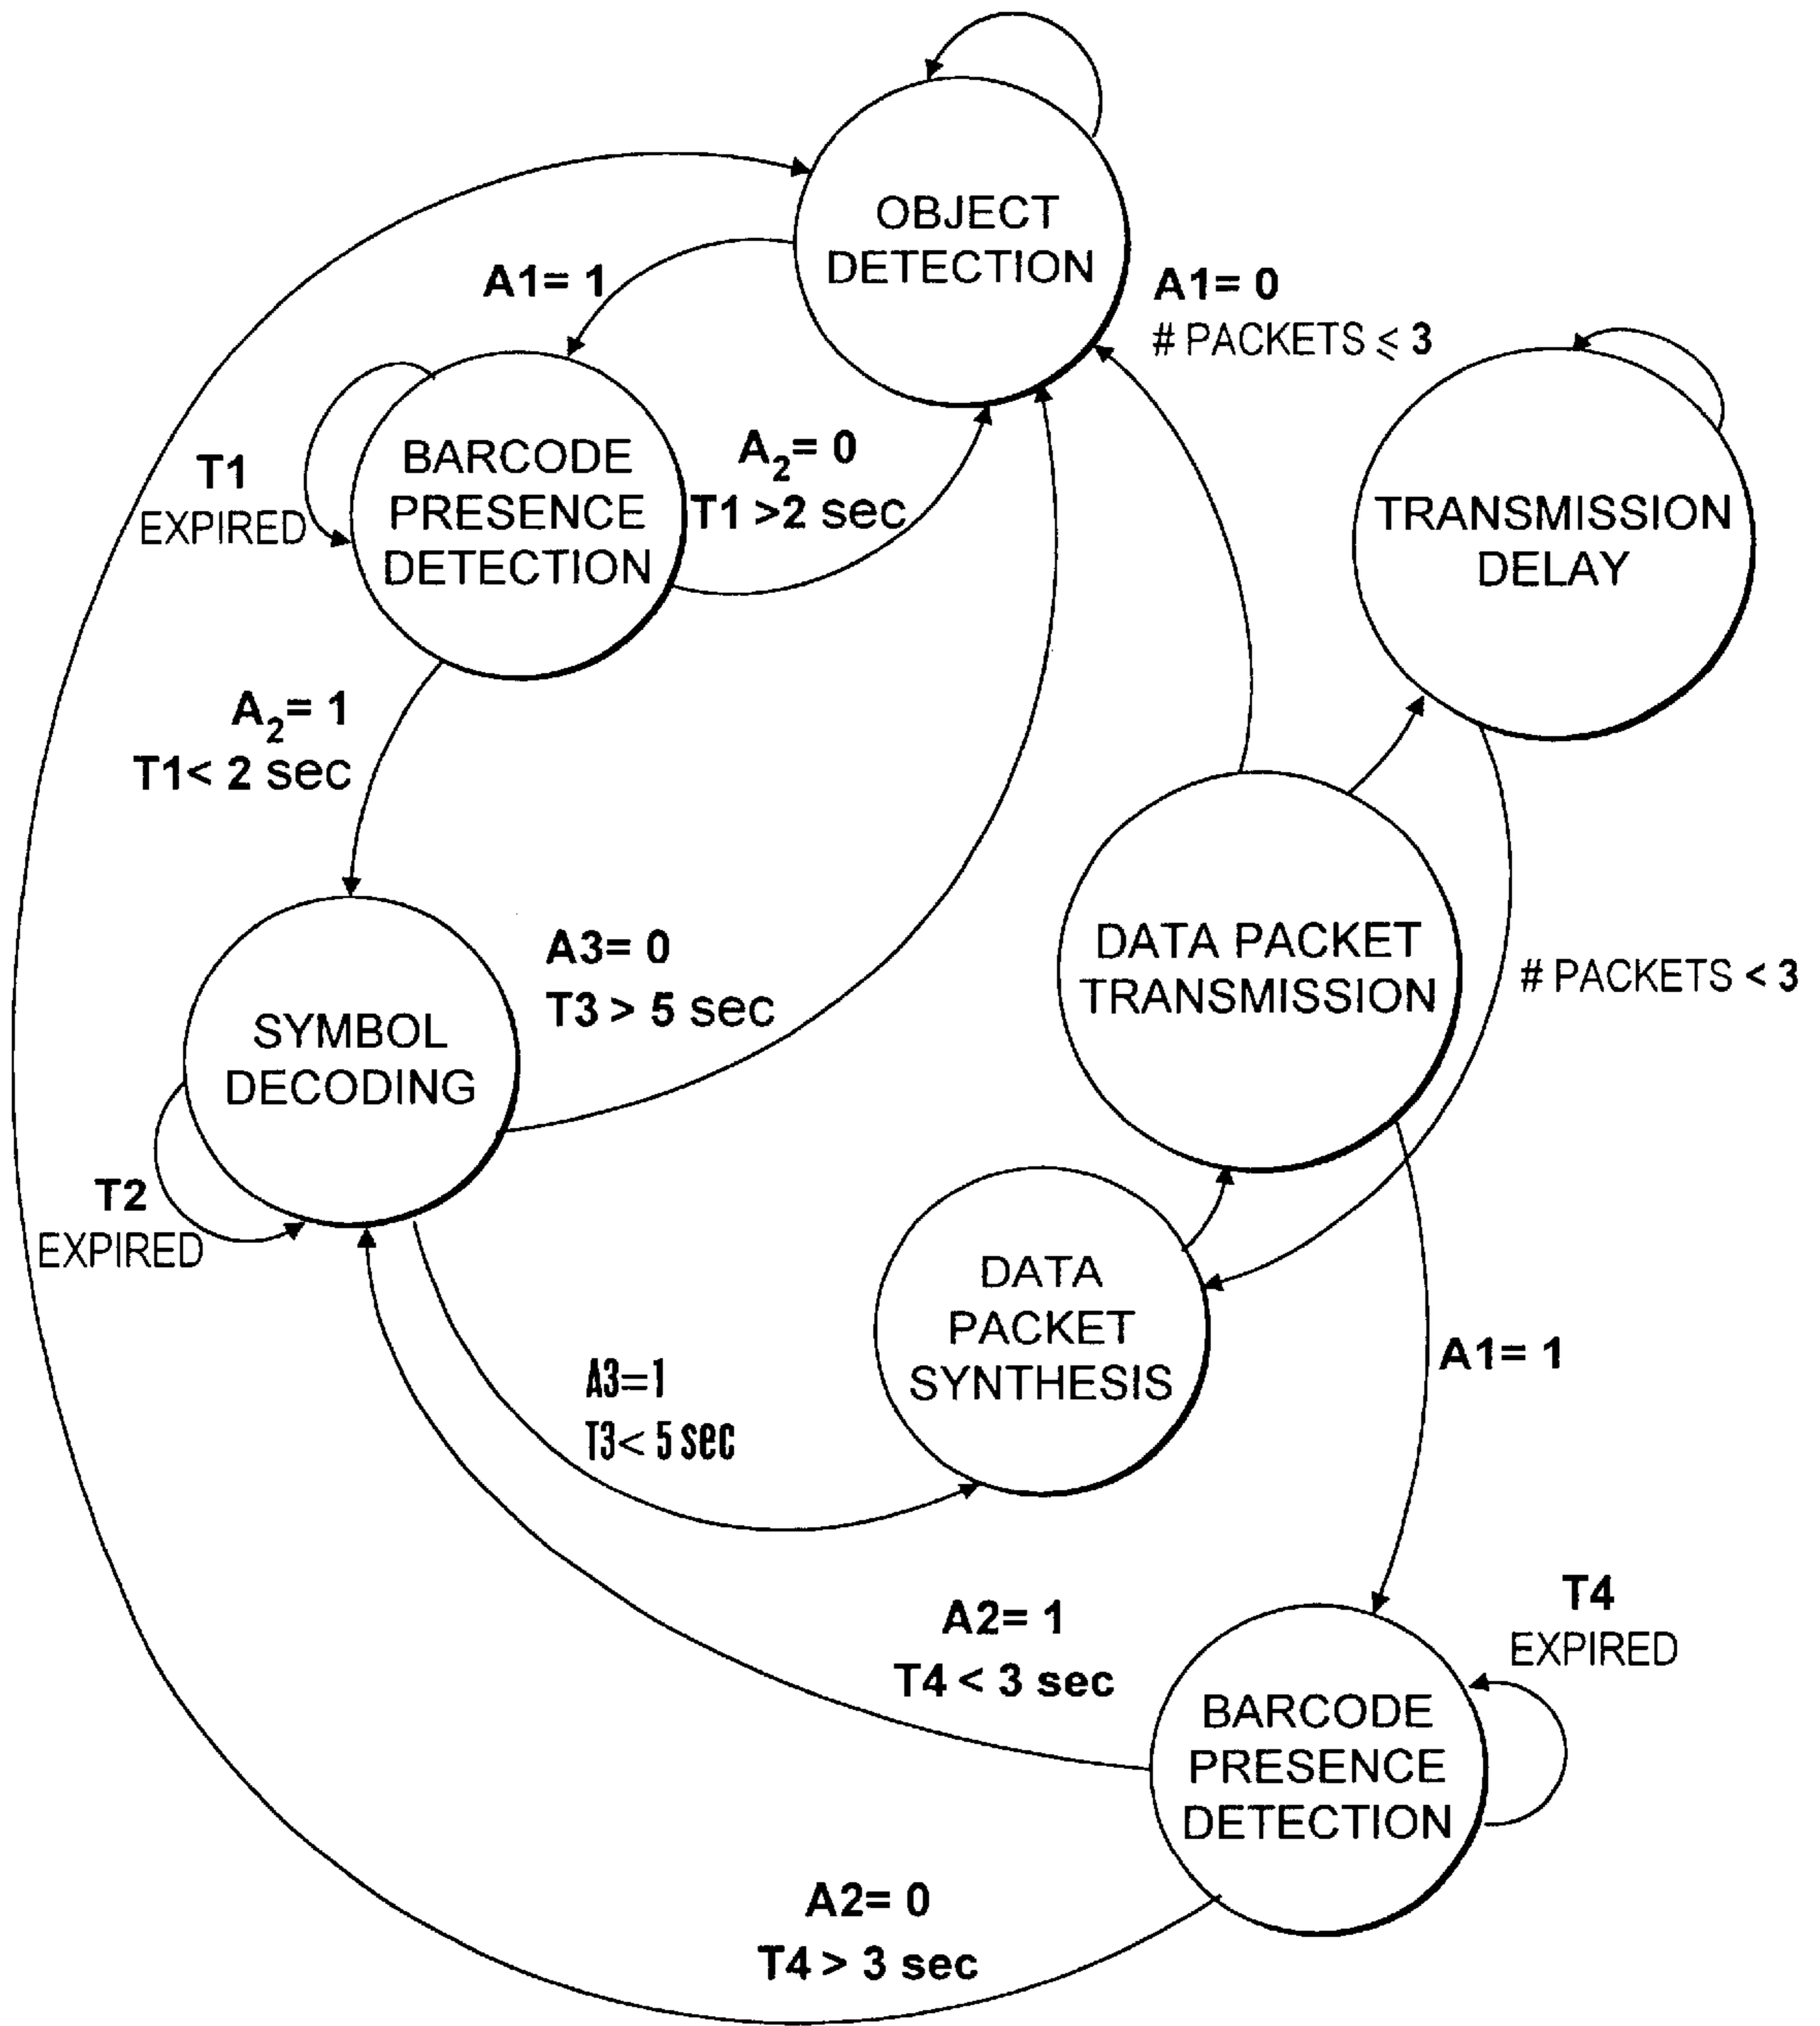 OBJECT
DETECTION
A1= 1
A1= 0
# PACKETS ⩽ 3
BARCODE
PRESENCE
DETECTION
T1
EXPIRED
A₂= 0
T1 >2 sec
TRANSMISSION
DELAY
A₂= 1
T1< 2 sec
DATA PACKET
TRANSMISSION
# PACKETS < 3
A3= 0
T3 > 5 sec
SYMBOL
DECODING
T2
EXPIRED
DATA
PACKET
SYNTHESIS
A3=1
T3< 5 sec
A1= 1
A2= 1
T4 < 3 sec
T4
EXPIRED
BARCODE
PRESENCE
DETECTION
A2= 0
T4 > 3 sec